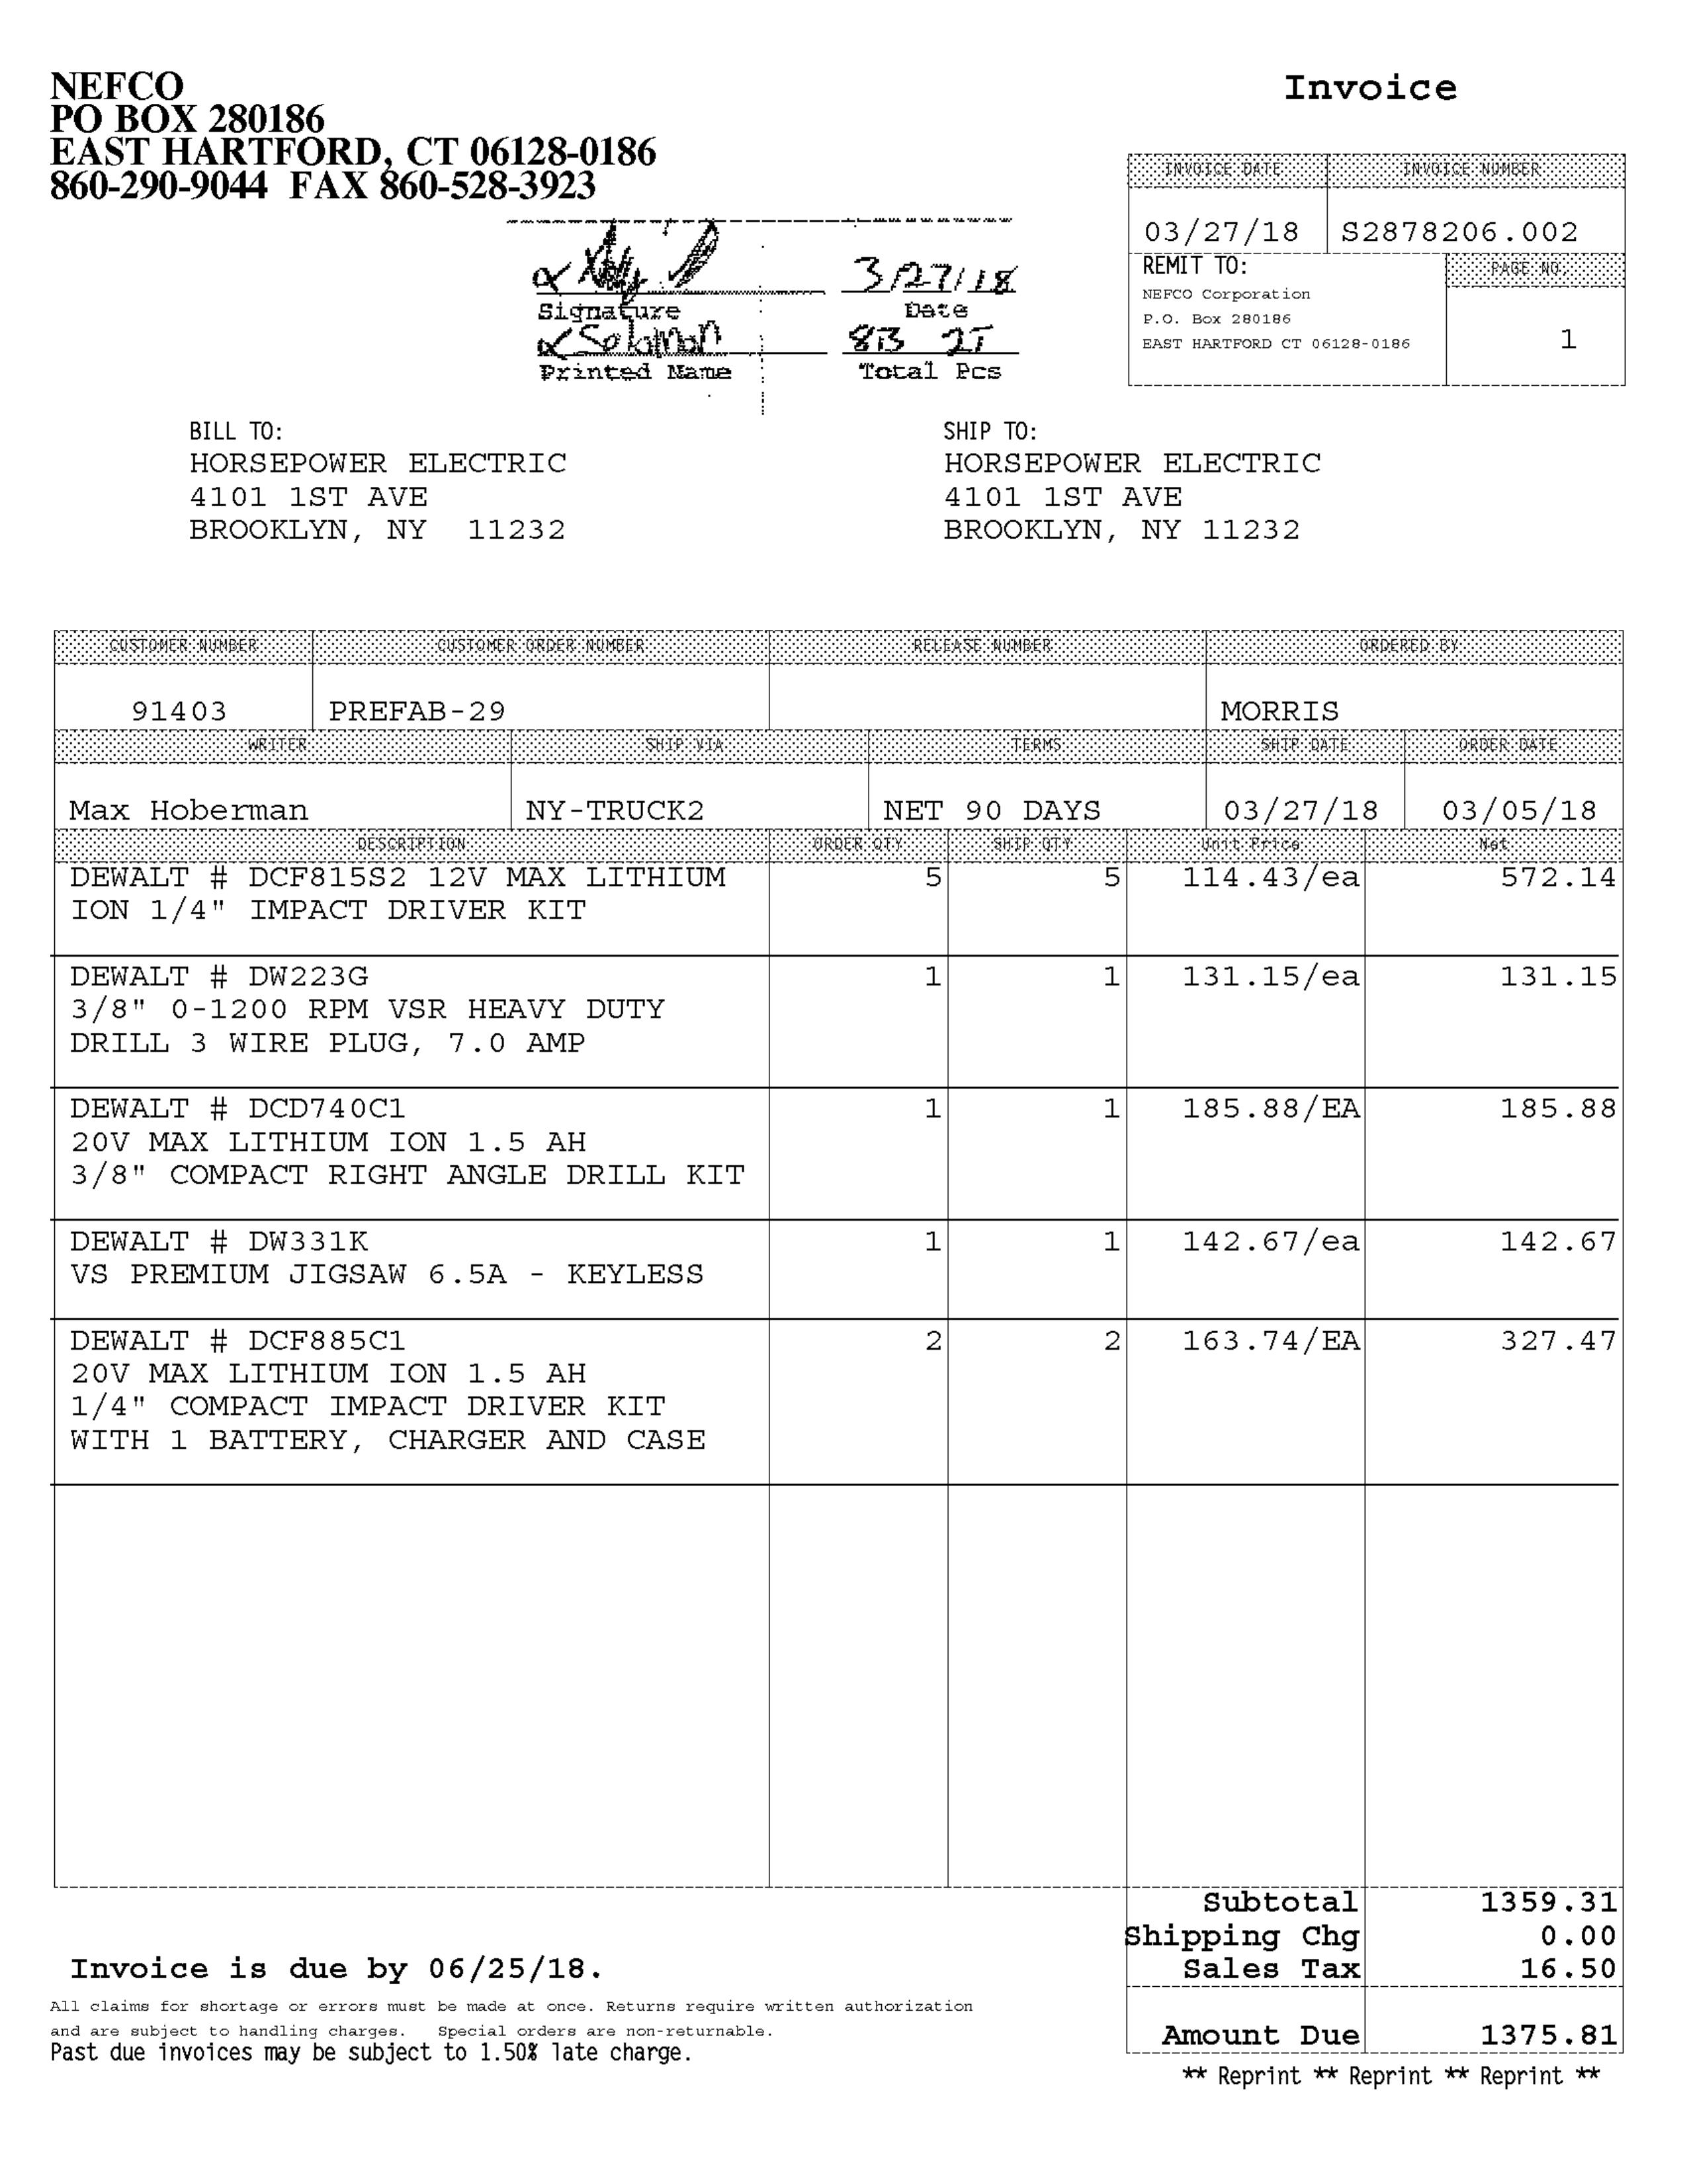 NEFCO
PO BOX 280186
EAST HARTFORD, CT 06128-0186
860-290-9044 FAX 860-528-3923
Invoice
INVOICE DATE INVOICE NUMBER
03/27/18 S2878206.002
REMIT TO: PAGE NO.
NEFCO Corporation
P.O. Box 280186
EAST HARTFORD CT 06128-0186
1
3/27/18
Signature Date
Solomon
Printed Name Total Pcs
BILL TO:
HORSEPOWER ELECTRIC
4101 1ST AVE
BROOKLYN, NY 11232
SHIP TO:
HORSEPOWER ELECTRIC
4101 1ST AVE
BROOKLYN, NY 11232
CUSTOMER NUMBER CUSTOMER ORDER NUMBER RELEASE NUMBER ORDERED BY
91403 PREFAB-29 MORRIS
WRITER SHIP VIA TERMS SHIP DATE ORDER DATE
Max Hoberman NY-TRUCK2 NET 90 DAYS 03/27/18 03/05/18
DESCRIPTION ORDER QTY SHIP QTY Unit Price Net
DEWALT # DCF815S2 12V MAX LITHIUM 5 5 114.43/ea 572.14
ION 1/4" IMPACT DRIVER KIT
DEWALT # DW223G 1 1 131.15/ea 131.15
3/8" 0-1200 RPM VSR HEAVY DUTY
DRILL 3 WIRE PLUG, 7.0 AMP
DEWALT # DCD740C1 1 1 185.88/EA 185.88
20V MAX LITHIUM ION 1.5 AH
3/8" COMPACT RIGHT ANGLE DRILL KIT
DEWALT # DW331K 1 1 142.67/ea 142.67
VS PREMIUM JIGSAW 6.5A - KEYLESS
DEWALT # DCF885C1 2 2 163.74/EA 327.47
20V MAX LITHIUM ION 1.5 AH
1/4" COMPACT IMPACT DRIVER KIT
WITH 1 BATTERY, CHARGER AND CASE
Subtotal 1359.31
Shipping Chg 0.00
Sales Tax 16.50
Amount Due 1375.81
Invoice is due by 06/25/18.
All claims for shortage or errors must be made at once. Returns require written authorization
and are subject to handling charges. Special orders are non-returnable.
Past due invoices may be subject to 1.50% late charge.
** Reprint ** Reprint ** Reprint **